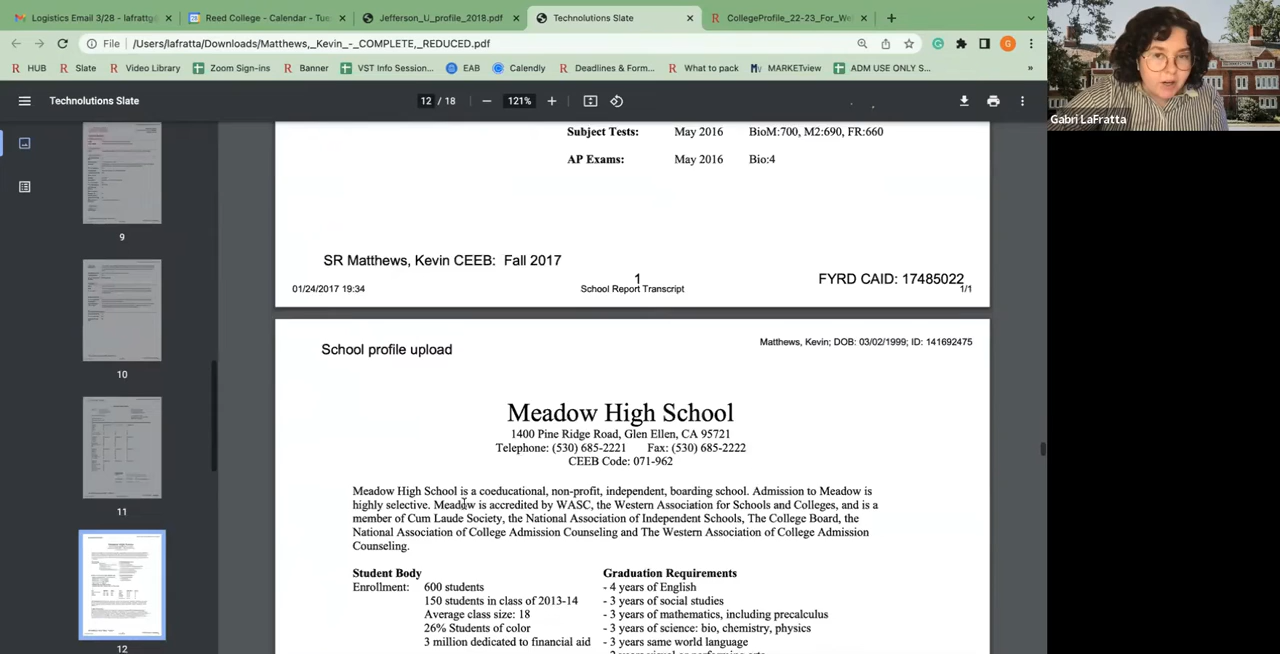 Logistics Email 3/28 - lafrattg
Reed College - Calendar - Tue
Jefferson_U_profile_2018.pdf
Technolutions Slate
CollegeProfile_22-23_For_We
File
/Users/lafratta/Downloads/Matthews,_Kevin_-_COMPLETE,_REDUCED.pdf
G
HUB
Slate
Video Library
Zoom Sign-ins
Banner
VST Info Session...
EAB
Calendly
Deadlines & Form...
What to pack
MARKETview
ADM USE ONLY S...
»
Technolutions Slate
12 / 18
121%
Gabri LaFratta
9
10
11
12
Subject Tests: May 2016 BioM:700, M2:690, FR:660
AP Exams: May 2016 Bio:4
SR Matthews, Kevin CEEB: Fall 2017
1
FYRD CAID: 17485022
01/24/2017 19:34
School Report Transcript
1/1
School profile upload
Matthews, Kevin; DOB: 03/02/1999; ID: 141692475
Meadow High School
1400 Pine Ridge Road, Glen Ellen, CA 95721
Telephone: (530) 685-2221 Fax: (530) 685-2222
CEEB Code: 071-962
Meadow High School is a coeducational, non-profit, independent, boarding school. Admission to Meadow is
highly selective. Meadow is accredited by WASC, the Western Association for Schools and Colleges, and is a
member of Cum Laude Society, the National Association of Independent Schools, The College Board, the
National Association of College Admission Counseling and The Western Association of College Admission
Counseling.
Student Body
Enrollment: 600 students
150 students in class of 2013-14
Average class size: 18
26% Students of color
3 million dedicated to financial aid
Graduation Requirements
- 4 years of English
- 3 years of social studies
- 3 years of mathematics, including precalculus
- 3 years of science: bio, chemistry, physics
- 3 years same world language